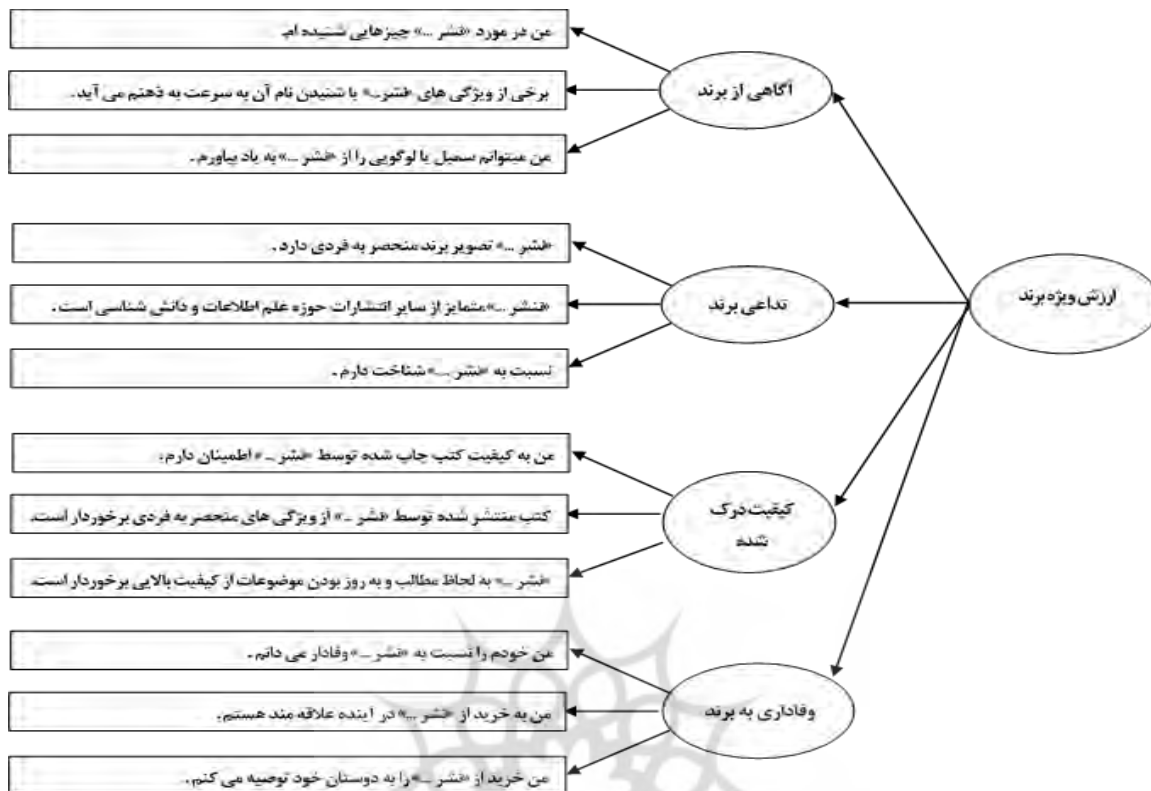 ارزش ویژه برند
آگاهی از برند
من در مورد «نشر ...» چیزهایی شنیده ام.
برخی از ویژگی های «نشر...» با شنیدن نام آن به سرعت به ذهنم می آید.
من میتوانم سمبل یا لوگویی را از «نشر ...» به یاد بیاورم.
تداعی برند
«نشر ...» تصویر برند منحصر به فردی دارد.
«نشر ...» متمایز از سایر انتشارات حوزه علم اطلاعات و دانش شناسی است.
نسبت به «نشر ...» شناخت دارم.
کیفیت درک
شده
من به کیفیت کتب چاپ شده توسط «نشر ...» اطمینان دارم.
کتب منتشر شده توسط «نشر ...» از ویژگی های منحصر به فردی برخوردار است.
«نشر ...» به لحاظ مطالب و به روز بودن موضوعات از کیفیت بالایی برخوردار است.
وفاداری به برند
من خودم را نسبت به «نشر ...» وفادار می دانم.
من به خرید از «نشر ...» در آینده علاقه مند هستم.
من خرید از «نشر ...» را به دوستان خود توصیه می کنم.